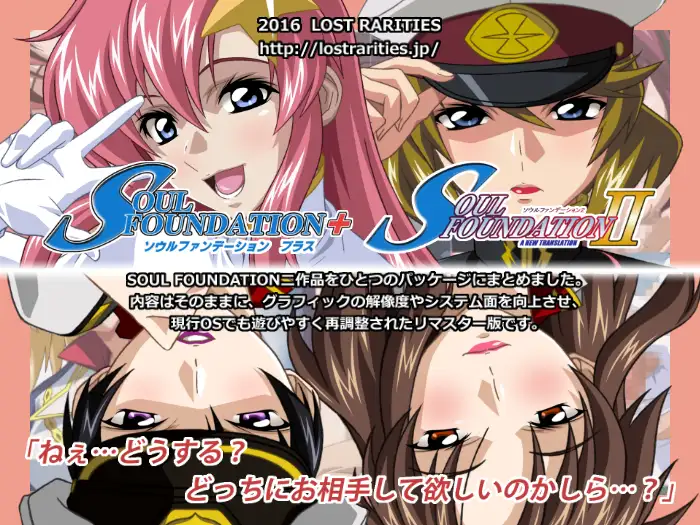 2016 LOST RARITIES
http://lostrarities.jp/
SOUL
FOUNDATION+
ソウルファンデーション プラス
SOUL
ソウルファンデーション2
FOUNDATION II
A NEW TRANSLATION
SOUL FOUNDATION二作品をひとつのパッケージにまとめました。
内容はそのままに、グラフィックの解像度やシステム面を向上させ、
現行OSでも遊びやすく再調整されたリマスター版です。
「ねぇ…どうする？
どっちにお相手して欲しいのかしら…？」